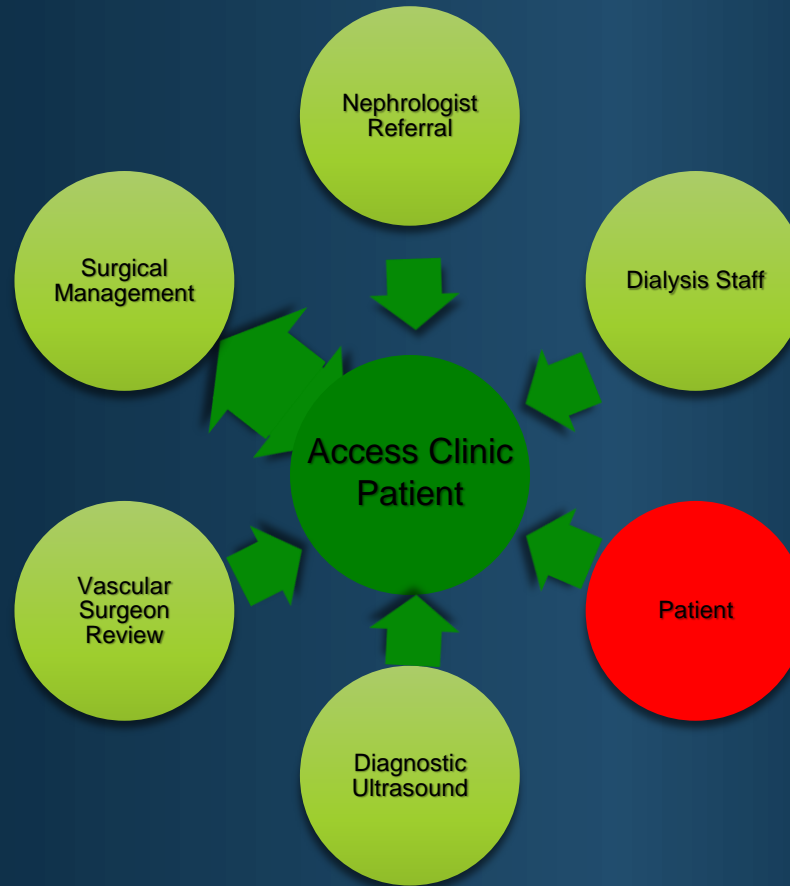 Nephrologist
Referral
Surgical
Management
Dialysis Staff
Access Clinic
Patient
Vascular
Surgeon
Review
Patient
Diagnostic
Ultrasound